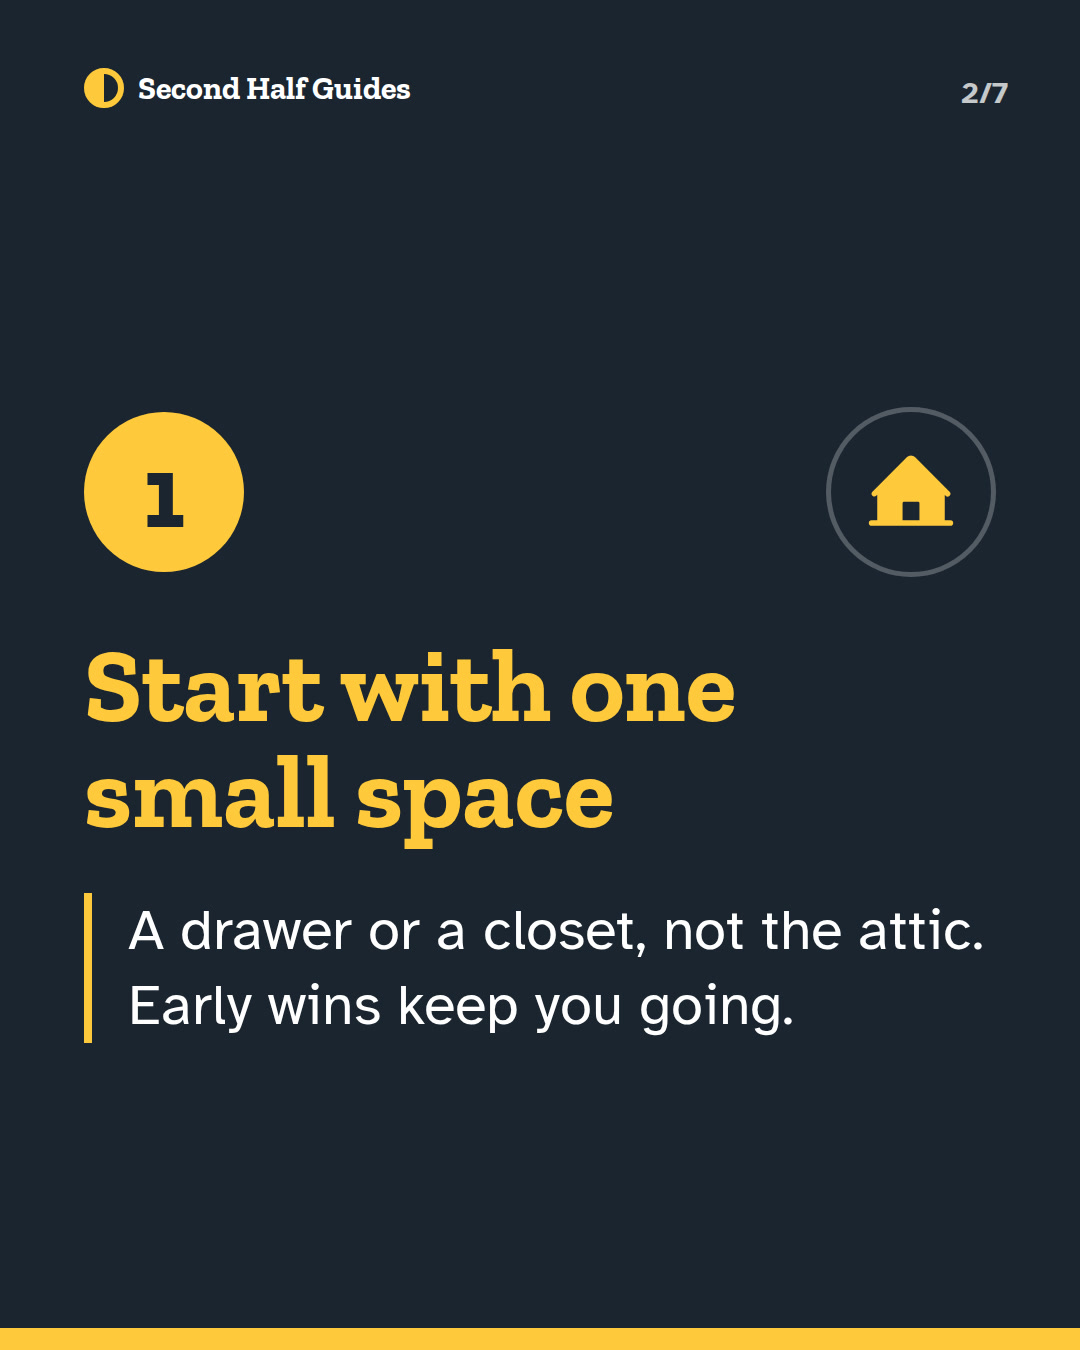 Second Half Guides
2/7
1
Start with one
small space
A drawer or a closet, not the attic.
Early wins keep you going.